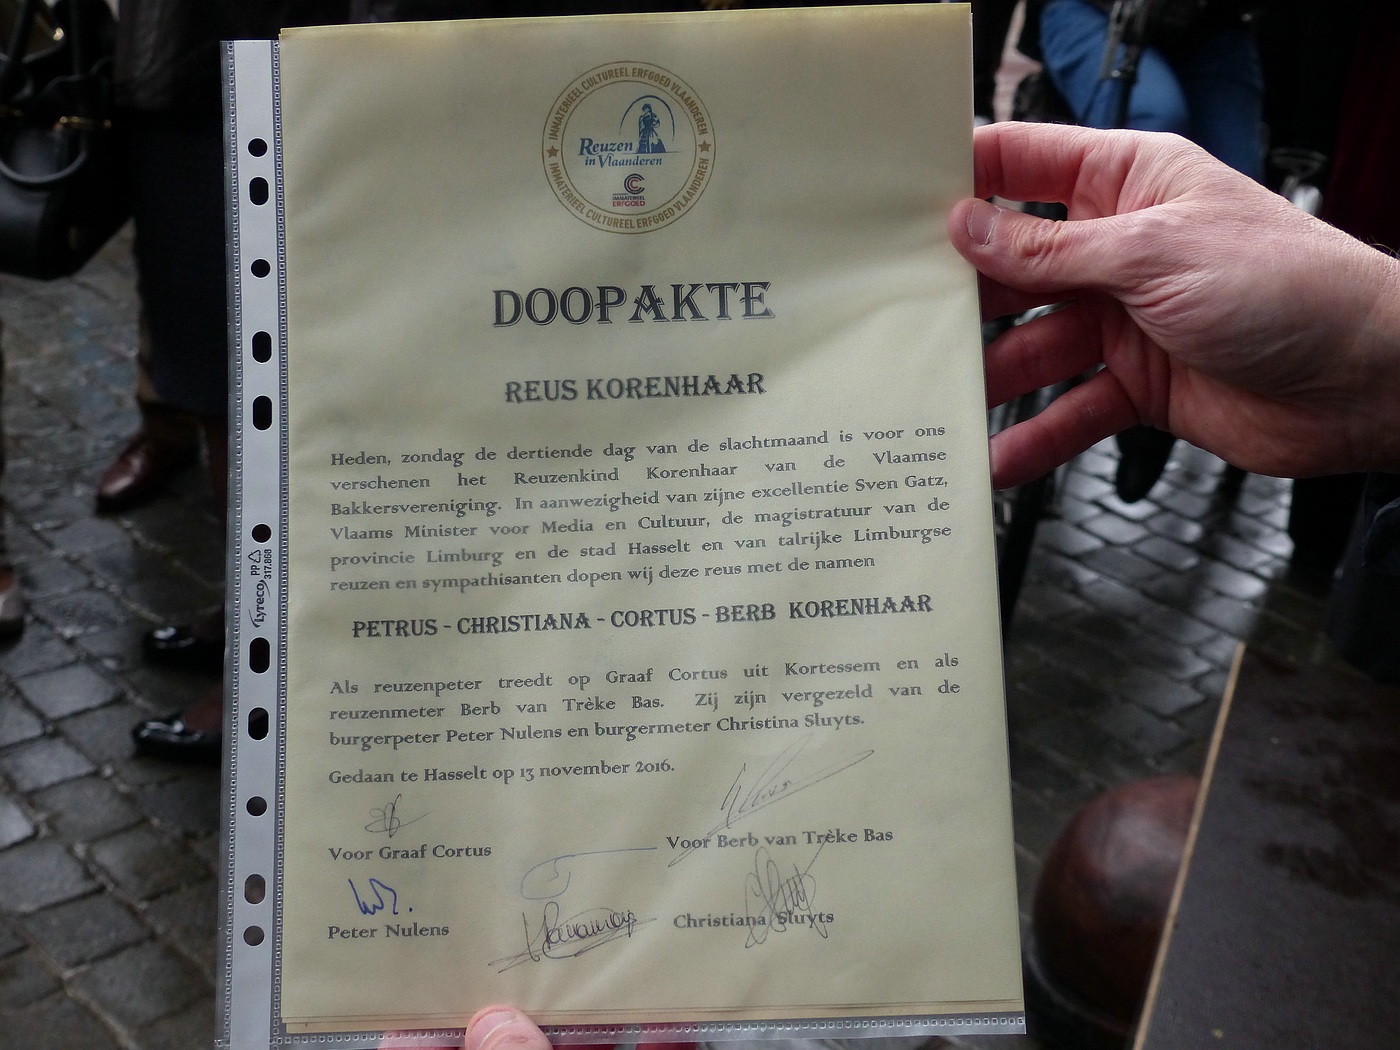 IMMATERIEEL CULTUREEL ERFGOED VLAANDEREN
Reuzen
in Vlaanderen
IMMATERIEEL
ERFGOED
IMMATERIEEL CULTUREEL ERFGOED VLAANDEREN
DOOPAKTE
REUS KORENHAAR
Heden, zondag de dertiende dag van de slachtmaand is voor ons
verschenen het Reuzenkind Korenhaar van de Vlaamse
Bakkersvereniging. In aanwezigheid van zijne excellentie Sven Gatz,
Vlaams Minister voor Media en Cultuur, de magistratuur van de
provincie Limburg en de stad Hasselt en van talrijke Limburgse
reuzen en sympathisanten dopen wij deze reus met de namen
PETRUS - CHRISTIANA - CORTUS - BERB KORENHAAR
Als reuzenpeter treedt op Graaf Cortus uit Kortessem en als
reuzenmeter Berb van Trèke Bas. Zij zijn vergezeld van de
burgerpeter Peter Nulens en burgermeter Christina Sluyts.
Gedaan te Hasselt op 13 november 2016.
Voor Graaf Cortus
Voor Berb van Trèke Bas
Peter Nulens
Christiana Sluyts
Lyreco PP
317.868